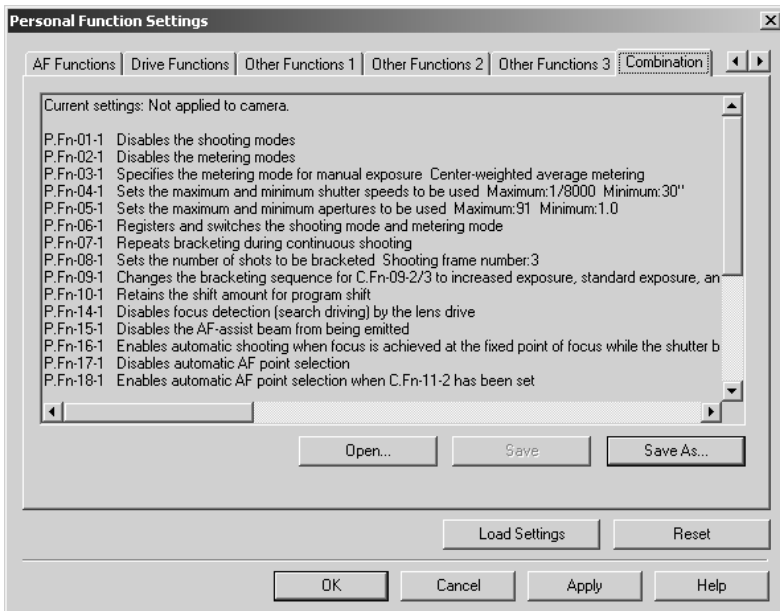 Personal Function Settings
AF Functions Drive Functions Other Functions 1 Other Functions 2 Other Functions 3 Combination
Current settings: Not applied to camera.
P.Fn-01-1 Disables the shooting modes
P.Fn-02-1 Disables the metering modes
P.Fn-03-1 Specifies the metering mode for manual exposure Center-weighted average metering
P.Fn-04-1 Sets the maximum and minimum shutter speeds to be used Maximum:1/8000 Minimum:30"
P.Fn-05-1 Sets the maximum and minimum apertures to be used Maximum:91 Minimum:1.0
P.Fn-06-1 Registers and switches the shooting mode and metering mode
P.Fn-07-1 Repeats bracketing during continuous shooting
P.Fn-08-1 Sets the number of shots to be bracketed Shooting frame number:3
P.Fn-09-1 Changes the bracketing sequence for C.Fn-09-2/3 to increased exposure, standard exposure, an
P.Fn-10-1 Retains the shift amount for program shift
P.Fn-14-1 Disables focus detection (search driving) by the lens drive
P.Fn-15-1 Disables the AF-assist beam from being emitted
P.Fn-16-1 Enables automatic shooting when focus is achieved at the fixed point of focus while the shutter b
P.Fn-17-1 Disables automatic AF point selection
P.Fn-18-1 Enables automatic AF point selection when C.Fn-11-2 has been set
Open... Save Save As...
Load Settings Reset
OK Cancel Apply Help